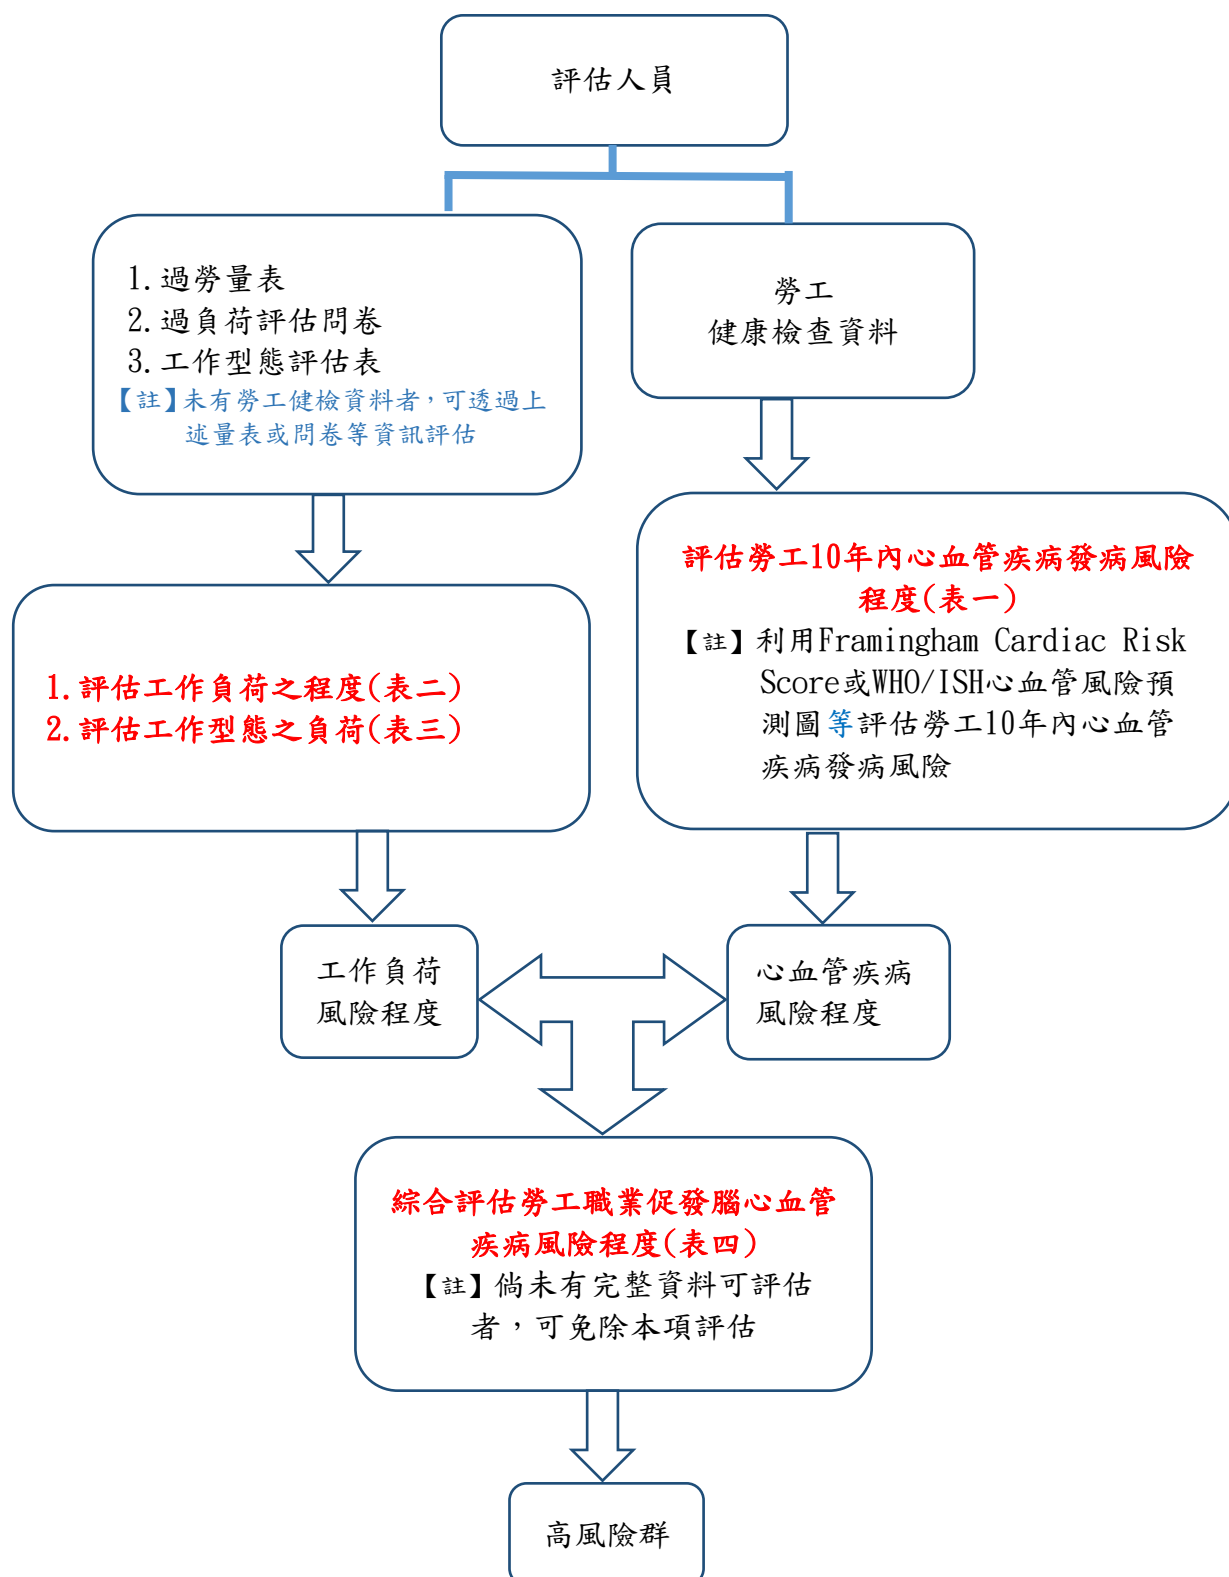 評估人員
1.過勞量表
2.過負荷評估問卷
3.工作型態評估表
【註】未有勞工健檢資料者，可透過上
述量表或問卷等資訊評估
勞工
健康檢查資料
1.評估工作負荷之程度(表二)
2.評估工作型態之負荷(表三)
評估勞工10年內心血管疾病發病風險
程度(表一)
【註】利用Framingham Cardiac Risk
Score或WHO/ISH心血管風險預
測圖等評估勞工10年內心血管
疾病發病風險
工作負荷
風險程度
心血管疾病
風險程度
綜合評估勞工職業促發腦心血管
疾病風險程度(表四)
【註】倘未有完整資料可評估
者，可免除本項評估
高風險群